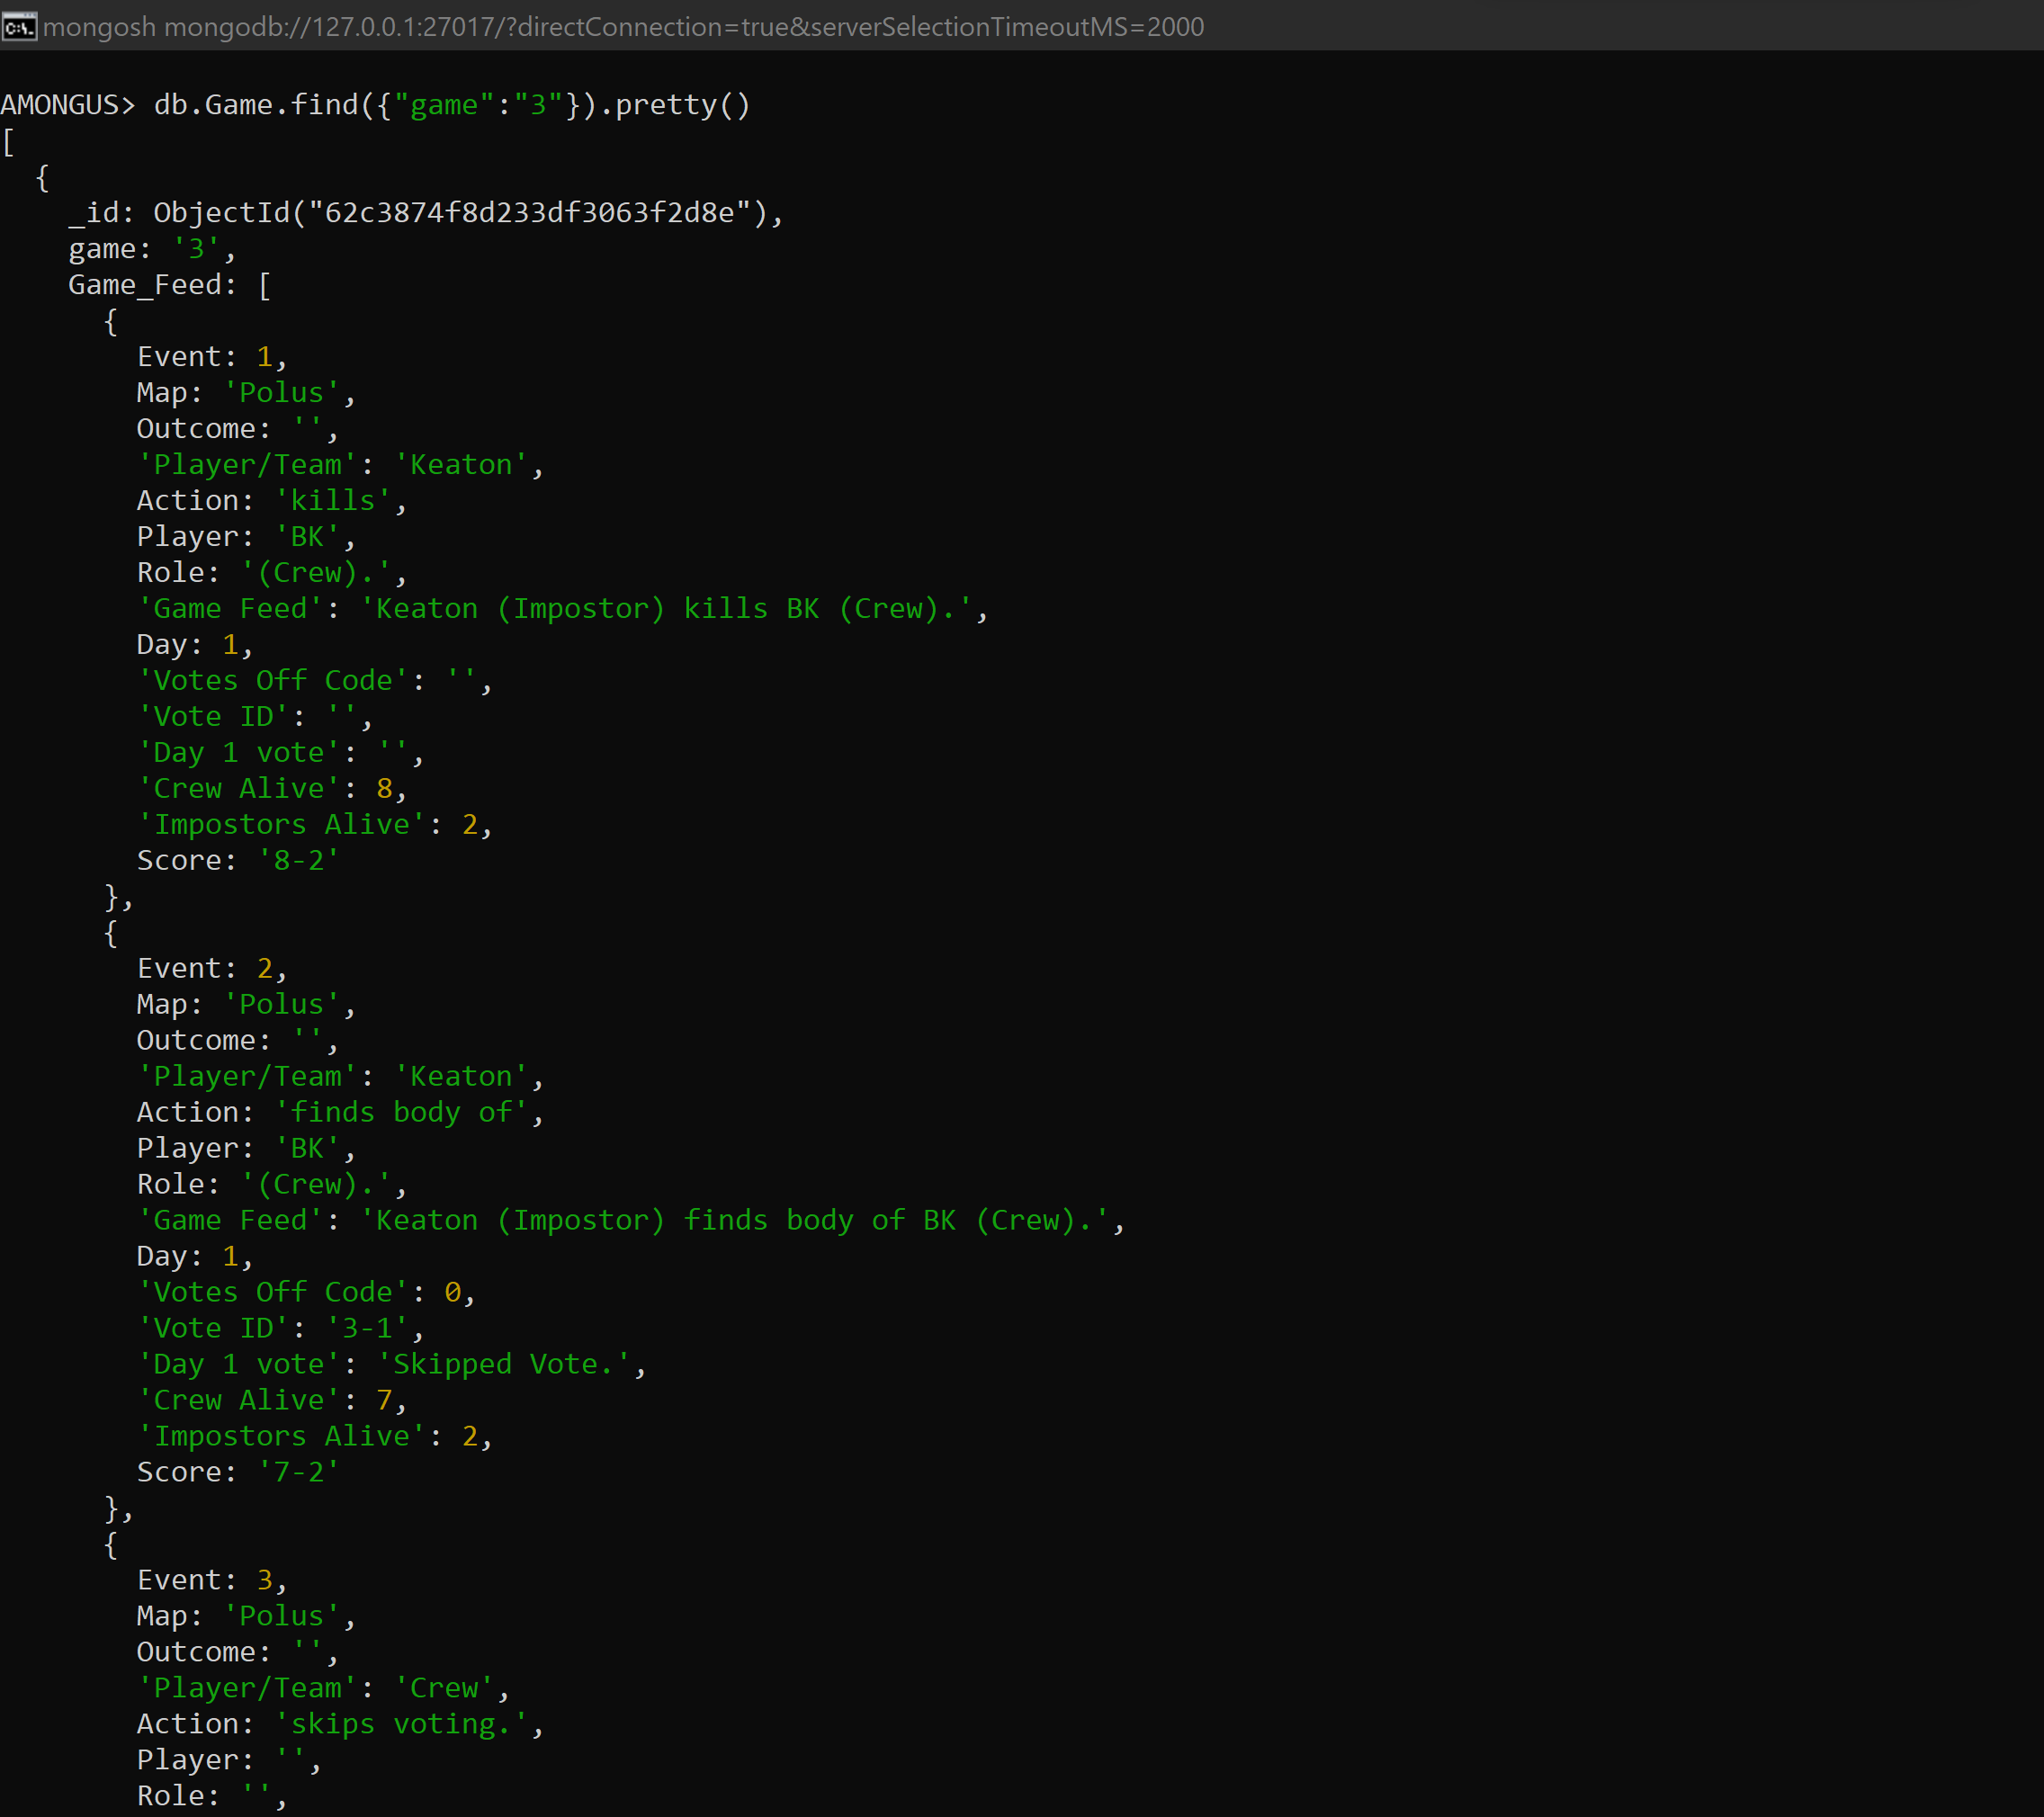 mongosh mongodb://127.0.0.1:27017/?directConnection=true&serverSelectionTimeoutMS=2000
AMONGUS> db.Game.find({"game":"3"}).pretty()
[
  {
    _id: ObjectId("62c3874f8d233df3063f2d8e"),
    game: '3',
    Game_Feed: [
      {
        Event: 1,
        Map: 'Polus',
        Outcome: '',
        'Player/Team': 'Keaton',
        Action: 'kills',
        Player: 'BK',
        Role: '(Crew).',
        'Game Feed': 'Keaton (Impostor) kills BK (Crew).',
        Day: 1,
        'Votes Off Code': '',
        'Vote ID': '',
        'Day 1 vote': '',
        'Crew Alive': 8,
        'Impostors Alive': 2,
        Score: '8-2'
      },
      {
        Event: 2,
        Map: 'Polus',
        Outcome: '',
        'Player/Team': 'Keaton',
        Action: 'finds body of',
        Player: 'BK',
        Role: '(Crew).',
        'Game Feed': 'Keaton (Impostor) finds body of BK (Crew).',
        Day: 1,
        'Votes Off Code': 0,
        'Vote ID': '3-1',
        'Day 1 vote': 'Skipped Vote.',
        'Crew Alive': 7,
        'Impostors Alive': 2,
        Score: '7-2'
      },
      {
        Event: 3,
        Map: 'Polus',
        Outcome: '',
        'Player/Team': 'Crew',
        Action: 'skips voting.',
        Player: '',
        Role: '',